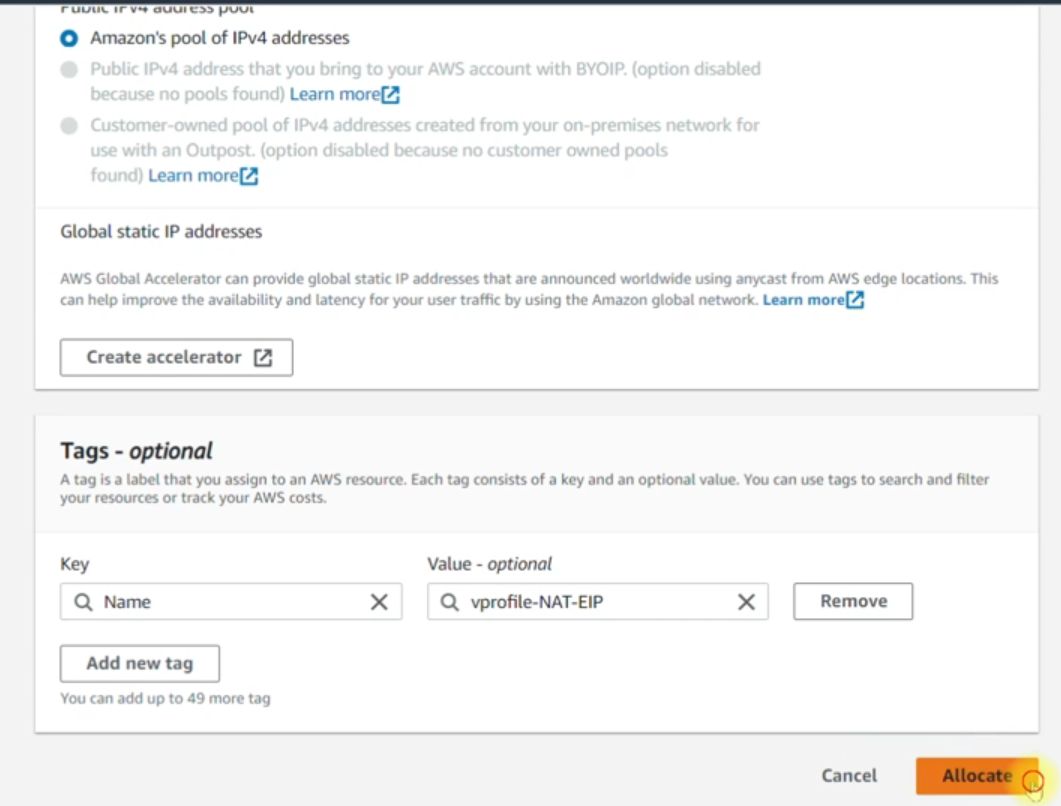 Public IPv4 address pool
Amazon's pool of IPv4 addresses
Public IPv4 address that you bring to your AWS account with BYOIP. (option disabled
because no pools found) Learn more
Customer-owned pool of IPv4 addresses created from your on-premises network for
use with an Outpost. (option disabled because no customer owned pools
found) Learn more
Global static IP addresses
AWS Global Accelerator can provide global static IP addresses that are announced worldwide using anycast from AWS edge locations. This
can help improve the availability and latency for your user traffic by using the Amazon global network. Learn more
Create accelerator
Tags - optional
A tag is a label that you assign to an AWS resource. Each tag consists of a key and an optional value. You can use tags to search and filter
your resources or track your AWS costs.
Key Value - optional
Name vprofile-NAT-EIP Remove
Add new tag
You can add up to 49 more tag
Cancel Allocate